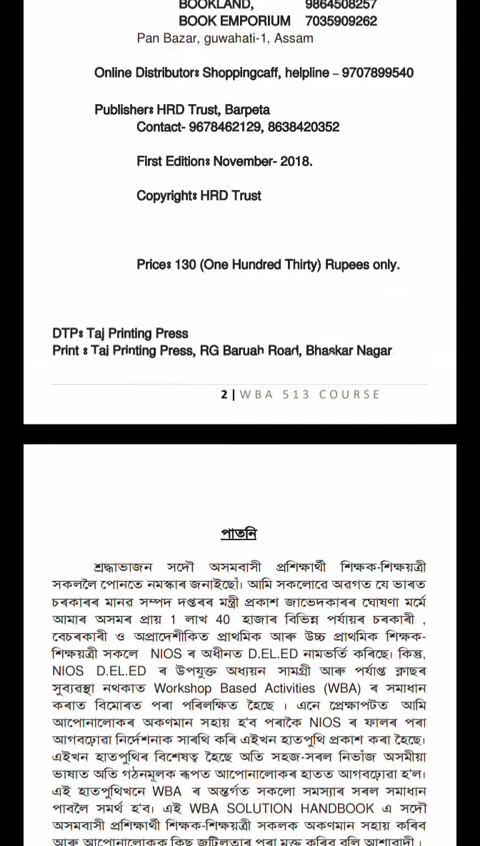 BOOKLAND, 9864508257
BOOK EMPORIUM 7035909262
Pan Bazar, guwahati-1, Assam
Online Distributorঃ Shoppingcaff, helpline – 9707899540
Publisherঃ HRD Trust, Barpeta
Contact- 9678462129, 8638420352
First Editionঃ November- 2018.
Copyrightঃ HRD Trust
Priceঃ 130 (One Hundred Thirty) Rupees only.
DTPঃ Taj Printing Press
Print ঃ Taj Printing Press, RG Baruah Road, Bhaskar Nagar
2 | WBA 513 COURSE
পাতনি
শ্ৰদ্ধাভাজন সদৌ অসমবাসী প্ৰশিক্ষাৰ্থী শিক্ষক-শিক্ষয়ত্ৰী
সকললৈ পোনতে নমস্কাৰ জনাইছোঁ। আমি সকলোৱে অৱগত যে ভাৰত
চৰকাৰৰ মানৱ সম্পদ দপ্তৰৰ মন্ত্ৰী প্ৰকাশ জাভেদকাৰৰ ঘোষণা মৰ্মে
আমাৰ অসমৰ প্ৰায় 1 লাখ 40 হাজাৰ বিভিন্ন পৰ্যায়ৰ চৰকাৰী ,
বেচৰকাৰী ও অপ্ৰাদেশীকিত প্ৰাথমিক আৰু উচ্চ প্ৰাথমিক শিক্ষক-
শিক্ষয়ত্ৰী সকলে NIOS ৰ অধীনত D.EL.ED নামভৰ্তি কৰিছে। কিন্তু,
NIOS D.EL.ED ৰ উপযুক্ত অধ্যয়ন সামগ্ৰী আৰু পৰ্যাপ্ত ক্লাছৰ
সুব্যৱস্থা নথকাত Workshop Based Activities (WBA) ৰ সমাধান
কৰাত বিমোৰত পৰা পৰিলক্ষিত হৈছে । এনে প্ৰেক্ষাপটত আমি
আপোনালোকৰ অকণমান সহায় হ'ব পৰাকৈ NIOS ৰ ফালৰ পৰা
আগবঢ়োৱা নিৰ্দেশনাক সাৰথি কৰি এইখন হাতপুথি প্ৰকাশ কৰা হৈছে।
এইখন হাতপুথিৰ বিশেষত্ব হৈছে অতি সহজ-সৰল নিভাঁজ অসমীয়া
ভাষাত অতি গঠনমূলক ৰূপত আপোনালোকৰ হাতত আগবঢ়োৱা হ'ল।
এই হাতপুথিখনে WBA ৰ অন্তৰ্গত সকলো সমস্যাৰ সৰল সমাধান
পাবলৈ সমৰ্থ হ'ব। এই WBA SOLUTION HANDBOOK এ সদৌ
অসমবাসী প্ৰশিক্ষাৰ্থী শিক্ষক-শিক্ষয়ত্ৰী সকলক অকণমান সহায় কৰিব
আৰু আপোনালোকক কিছু জটিলতাৰ পৰা মুক্ত কৰিব বুলি আশাবাদী ।